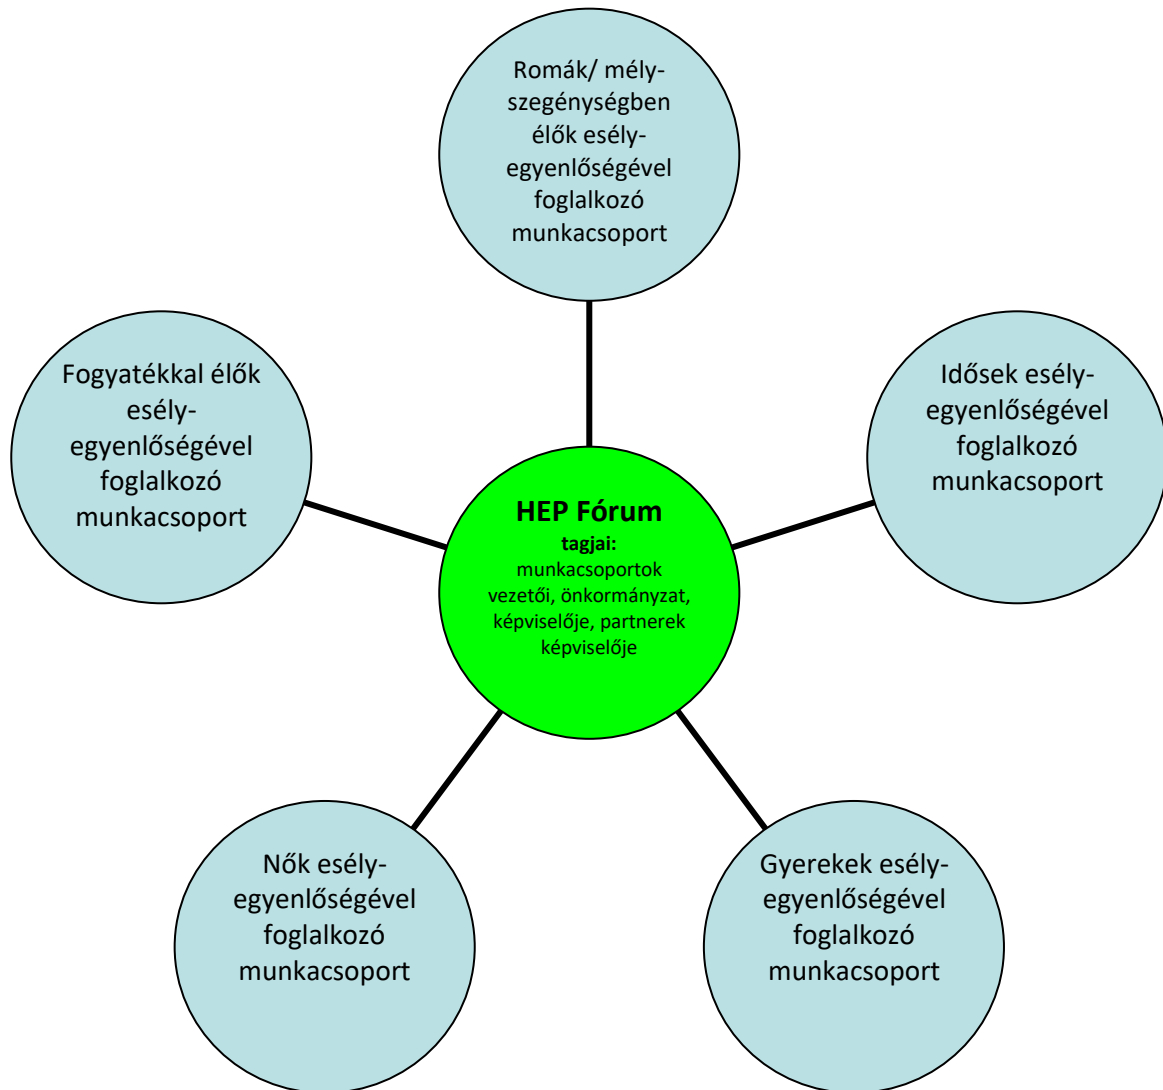 Romák/ mély-
szegénységben
élők esély-
egyenlőségével
foglalkozó
munkacsoport
Fogyatékkal élők
esély-
egyenlőségével
foglalkozó
munkacsoport
Idősek esély-
egyenlőségével
foglalkozó
munkacsoport
HEP Fórum
tagjai:
munkacsoportok
vezetői, önkormányzat,
képviselője, partnerek
képviselője
Nők esély-
egyenlőségével
foglalkozó
munkacsoport
Gyerekek esély-
egyenlőségével
foglalkozó
munkacsoport